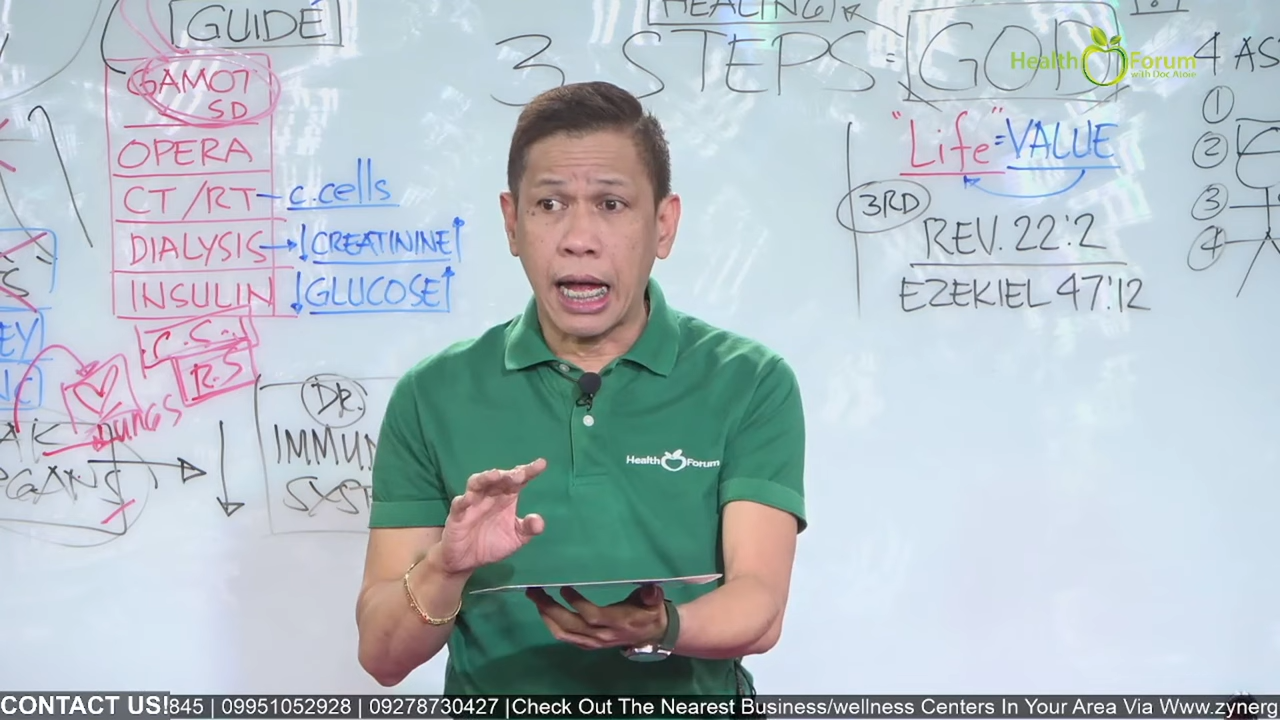 GUIDE
HEALING
3 STEPS = GOD
Health Forum
with Doc Atoie
4 AS
GAMOT
SD
OPERA
CT/RT - c.cells
DIALYSIS → ↓CREATININE↑
INSULIN ↓GLUCOSE↑
R.S
LUNGS
DR.
IMMUN
SYST
"Life"=VALUE
3RD
REV. 22:2
EZEKIEL 47:12
1
2
3
4
Health Forum
CONTACT US!
845 | 09951052928 | 09278730427 |Check Out The Nearest Business/wellness Centers In Your Area Via Www.zynerg